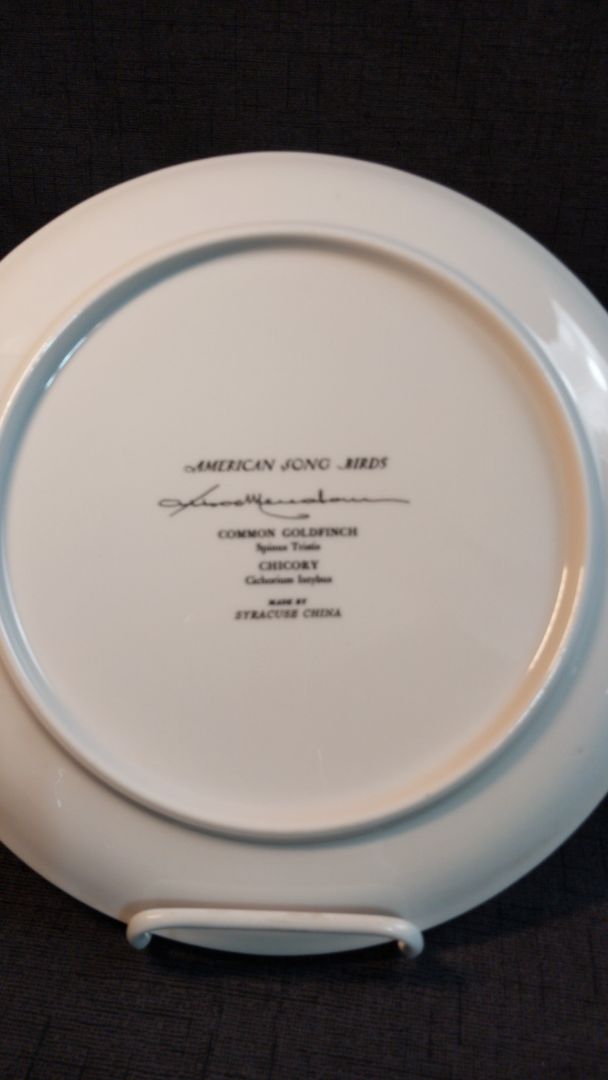 AMERICAN SONG BIRDS
COMMON GOLDFINCH
Spinus Tristis
CHICORY
Cichorium Intybus
MADE BY
SYRACUSE CHINA